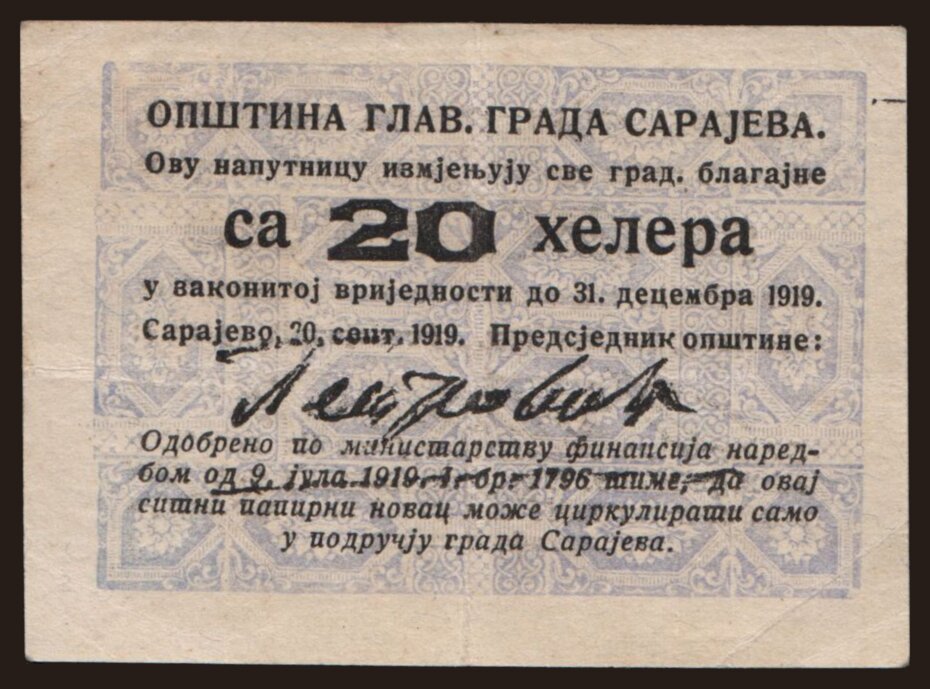 ОПШТИНА ГЛАВ. ГРАДА САРАЈЕВА.
Ову напутницу измјењују све град. благајне
са 20 хелера
у законитој вриједности до 31. децембра 1919.
Сарајево, 20. септ. 1919. Предсједник општине:
Петровић
Одобрено по министарству финансија наред-
бом од 9. јула 1919. I. бр. 1796 тиме, да овај
ситни папирни новац може циркулирати само
у подручју града Сарајева.